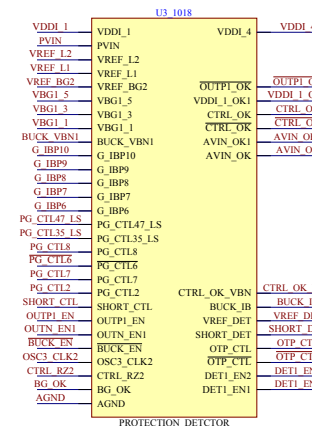 U3_1018
VDDI_1 VDDI_1 VDDI_4 VDDI_4
PVIN PVIN
VREF_L2 VREF_L2
VREF_L1 VREF_L1
VREF_BG2 VREF_BG2 OUTP1_OK
VBG1_5 VBG1_5 VDDI_1_OK1
VBG1_3 VBG1_3 CTRL_OK
VBG1_1 VBG1_1 CTRL_OK
BUCK_VBN1 BUCK_VBN1 AVIN_OK1
G_IBP10 G_IBP10 AVIN_OK
G_IBP9 G_IBP9
G_IBP8 G_IBP8
G_IBP7 G_IBP7
G_IBP6 G_IBP6
PG_CTL47_LS PG_CTL47_LS
PG_CTL35_LS PG_CTL35_LS
PG_CTL8 PG_CTL8
PG_CTL6 PG_CTL6
PG_CTL7 PG_CTL7
PG_CTL2 PG_CTL2 CTRL_OK_VBN CTRL_OK
SHORT_CTL SHORT_CTL BUCK_IB
OUTP1_EN OUTP1_EN VREF_DET
OUTN_EN1 OUTN_EN1 SHORT_DET
BUCK_EN BUCK_EN OTP_CTL
OSC3_CLK2 OSC3_CLK2 OTP_CTL
CTRL_RZ2 CTRL_RZ2 DET1_EN2
BG_OK BG_OK DET1_EN1
AGND AGND
PROTECTION_DETCTOR